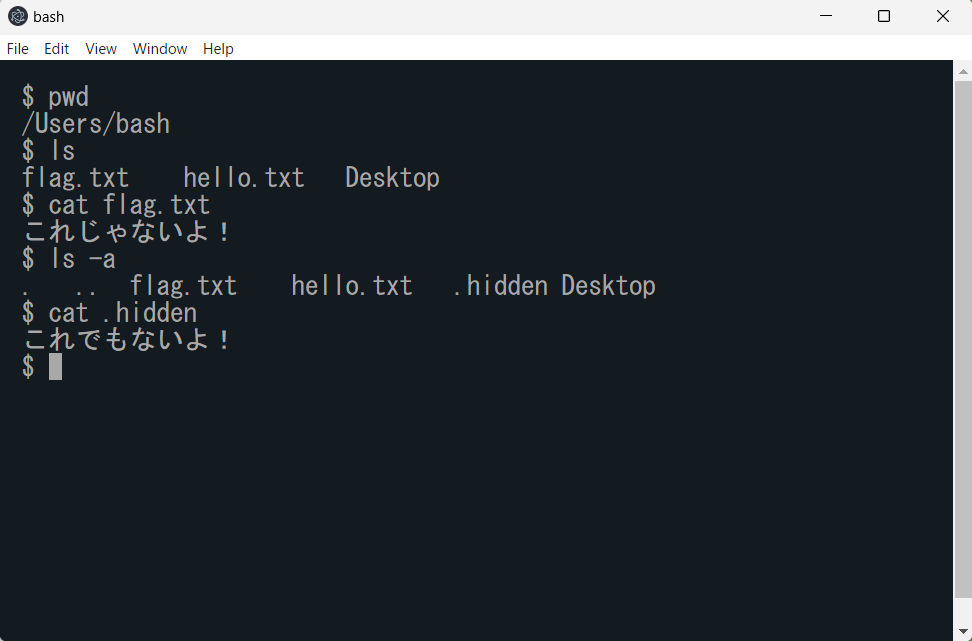 bash
File Edit View Window Help
$ pwd
/Users/bash
$ ls
flag.txt    hello.txt   Desktop
$ cat flag.txt
これじゃないよ！
$ ls -a
.   ..  flag.txt    hello.txt   .hidden Desktop
$ cat .hidden
これでもないよ！
$